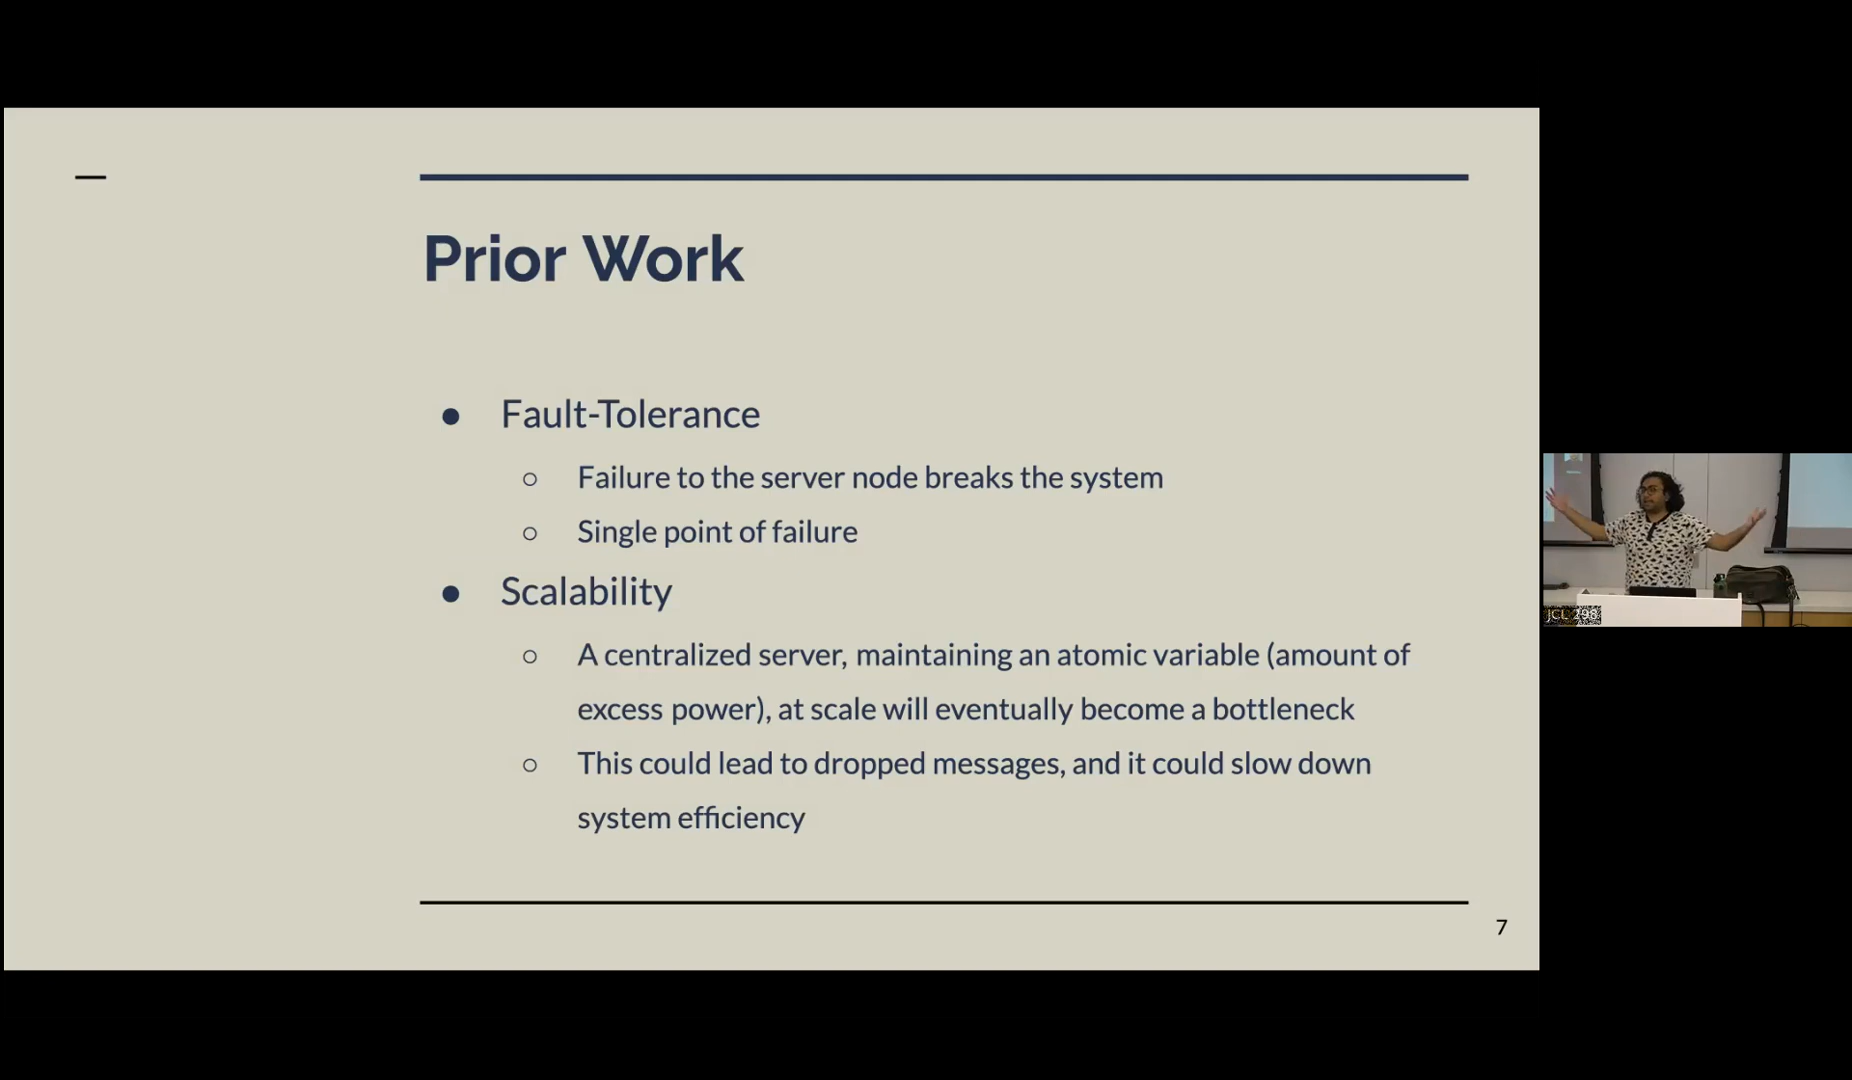 Prior Work
● Fault-Tolerance
○ Failure to the server node breaks the system
○ Single point of failure
● Scalability
○ A centralized server, maintaining an atomic variable (amount of
excess power), at scale will eventually become a bottleneck
○ This could lead to dropped messages, and it could slow down
system efficiency
7
JCL 298